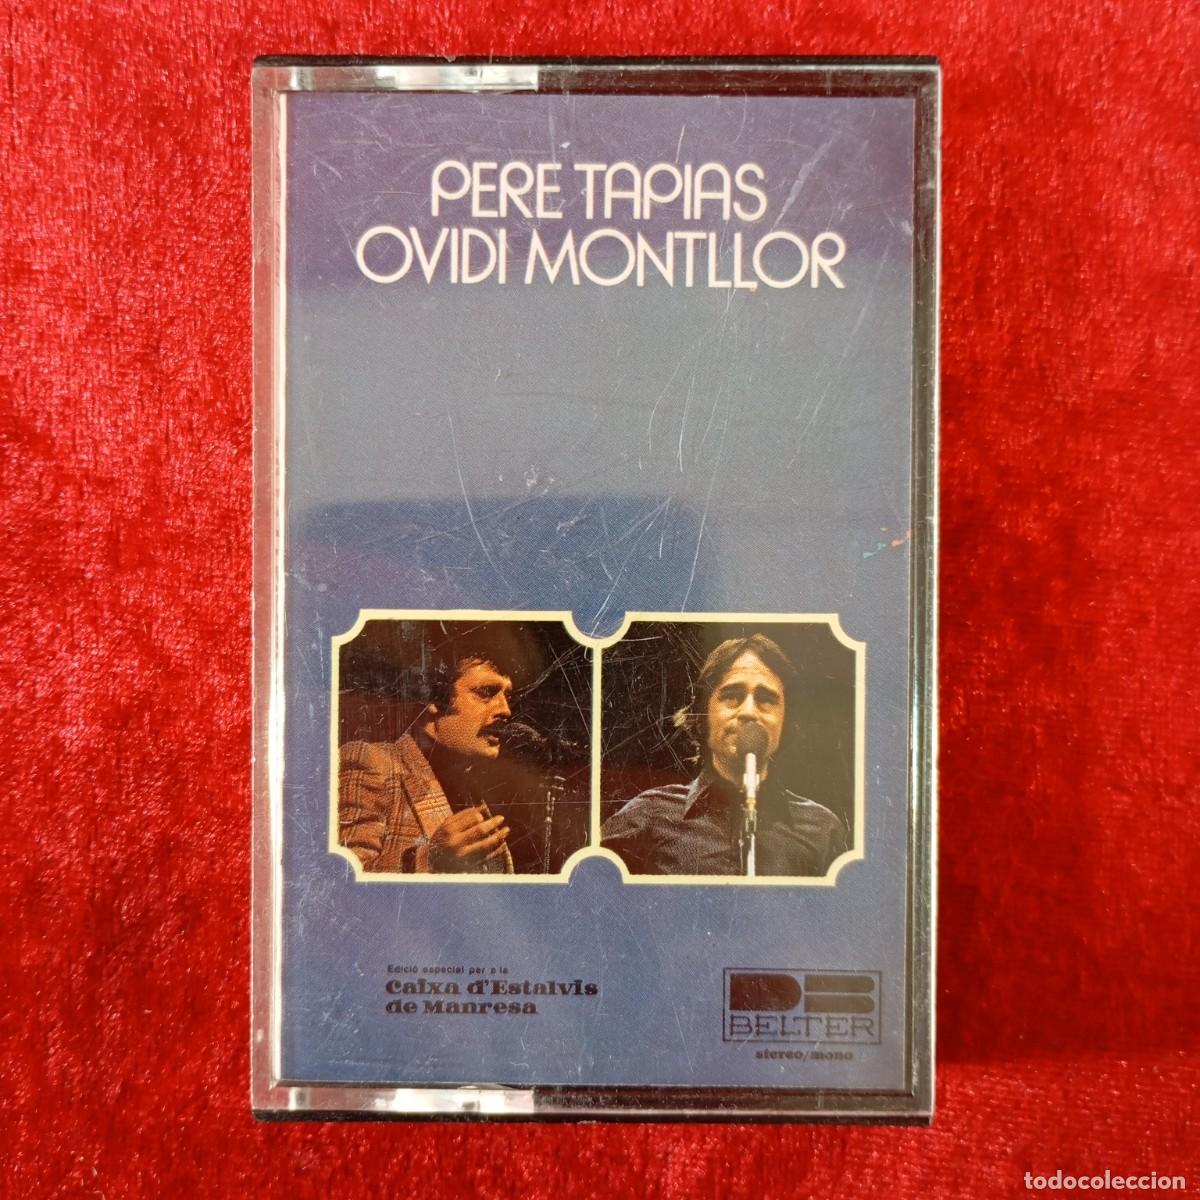 PERE TAPIAS
OVIDI MONTLLOR
Edició especial per a la
Caixa d'Estalvis
de Manresa
BELTER
stereo/mono
todocoleccion